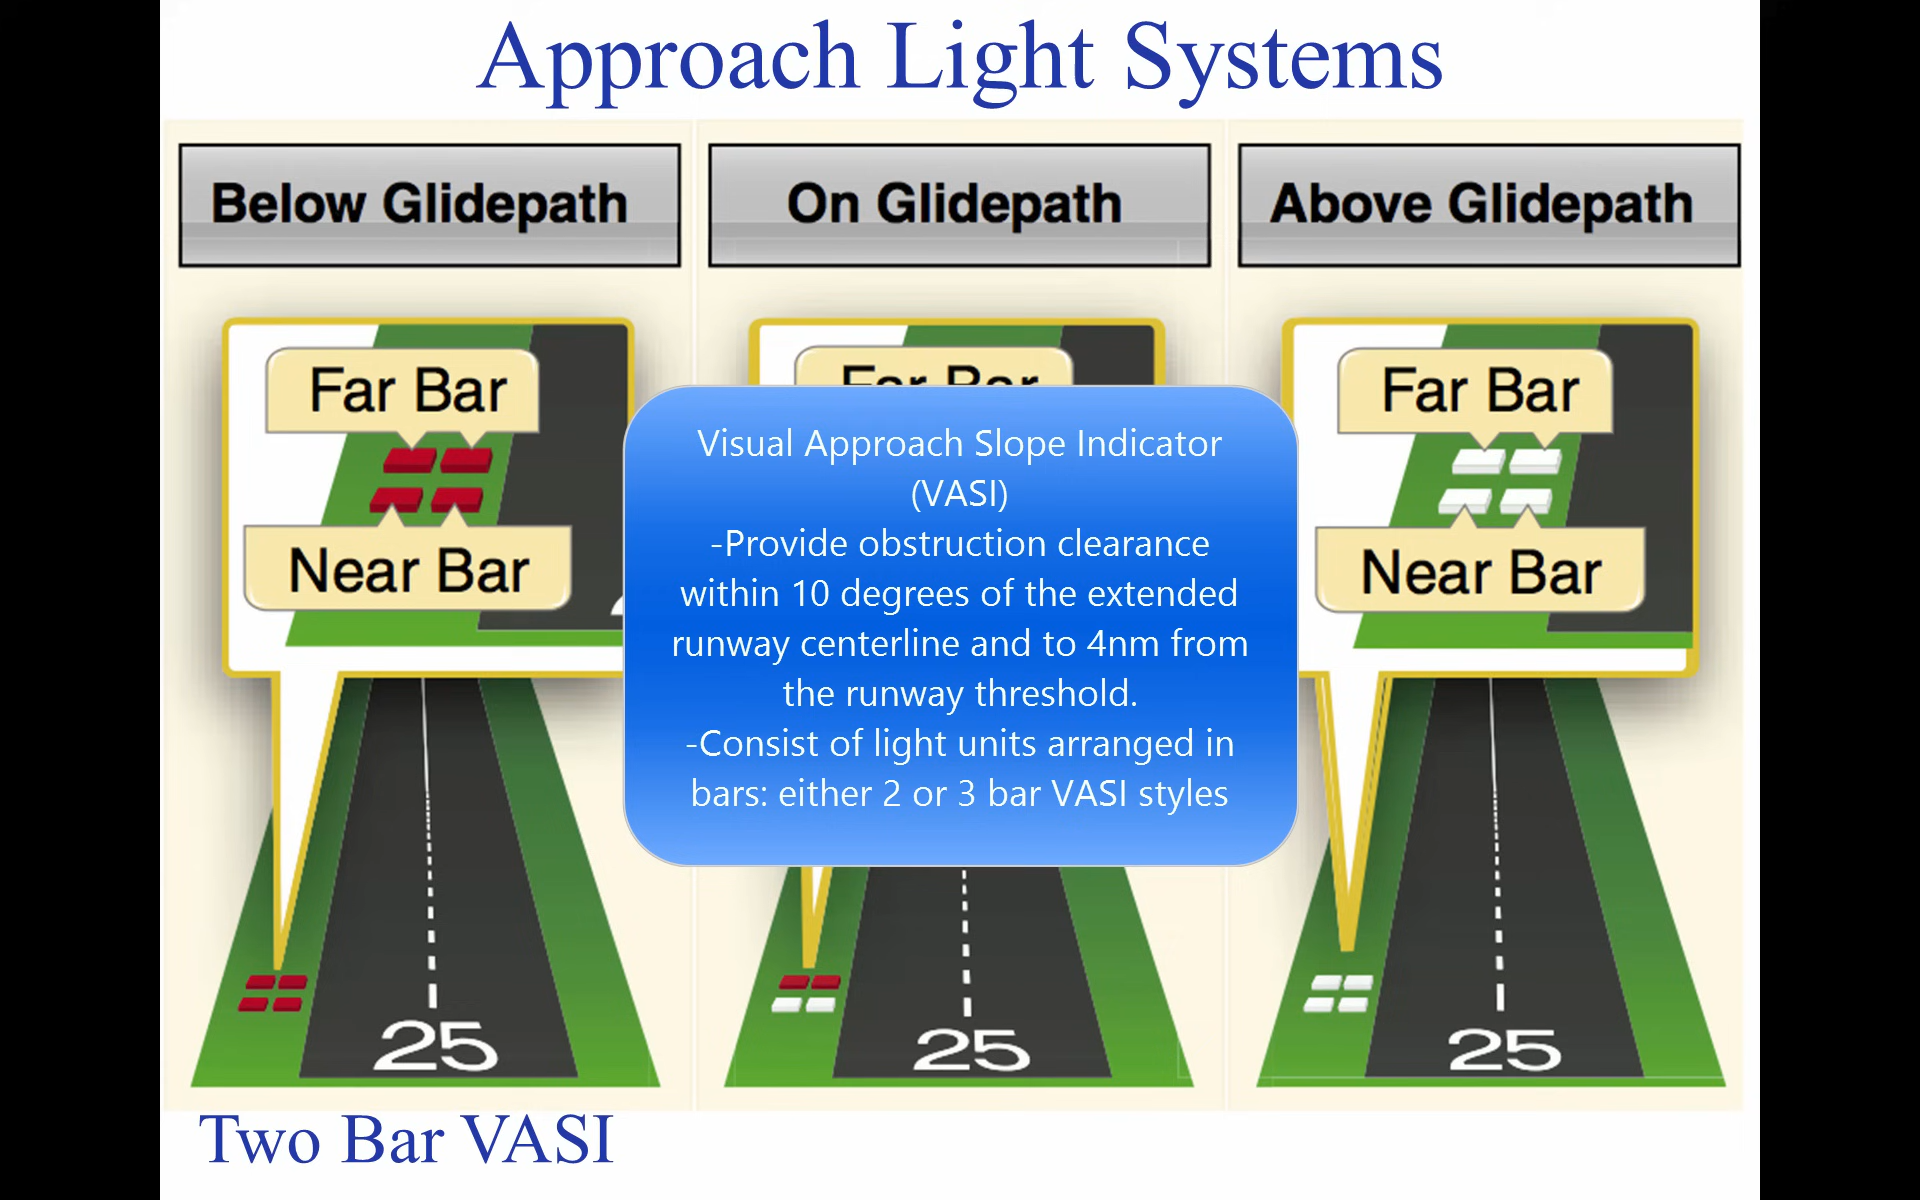 Approach Light Systems
Below Glidepath
On Glidepath
Above Glidepath
Far Bar
Far Bar
Far Bar
Near Bar
Near Bar
Visual Approach Slope Indicator
(VASI)
-Provide obstruction clearance
within 10 degrees of the extended
runway centerline and to 4nm from
the runway threshold.
-Consist of light units arranged in
bars: either 2 or 3 bar VASI styles
25
25
25
Two Bar VASI